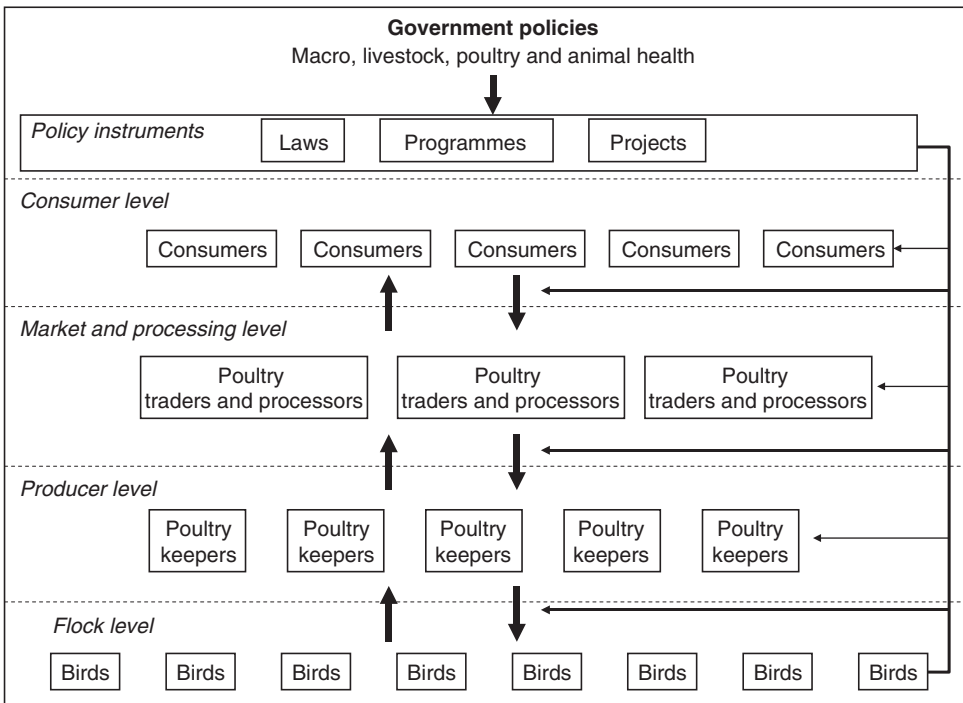 Government policies
Macro, livestock, poultry and animal health
Policy instruments
Laws
Programmes
Projects
Consumer level
Consumers
Consumers
Consumers
Consumers
Consumers
Market and processing level
Poultry
traders and processors
Poultry
traders and processors
Poultry
traders and processors
Producer level
Poultry
keepers
Poultry
keepers
Poultry
keepers
Poultry
keepers
Poultry
keepers
Flock level
Birds
Birds
Birds
Birds
Birds
Birds
Birds
Birds